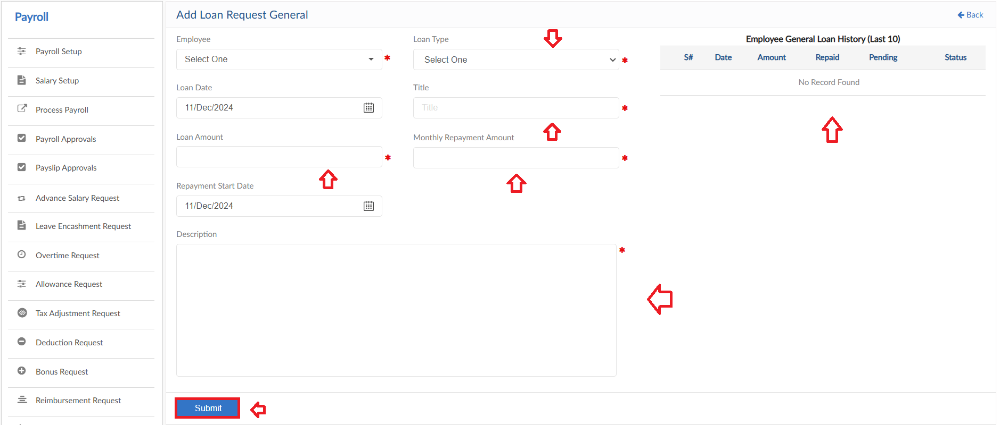 Payroll
Payroll Setup
Salary Setup
Process Payroll
Payroll Approvals
Payslip Approvals
Advance Salary Request
Leave Encashment Request
Overtime Request
Allowance Request
Tax Adjustment Request
Deduction Request
Bonus Request
Reimbursement Request
Add Loan Request General
Back
Employee
Select One
*
Loan Type
Select One
*
Loan Date
11/Dec/2024
Title
Title
*
Loan Amount
*
Monthly Repayment Amount
*
Repayment Start Date
11/Dec/2024
Description
*
Submit
Employee General Loan History (Last 10)
S# Date Amount Repaid Pending Status
No Record Found